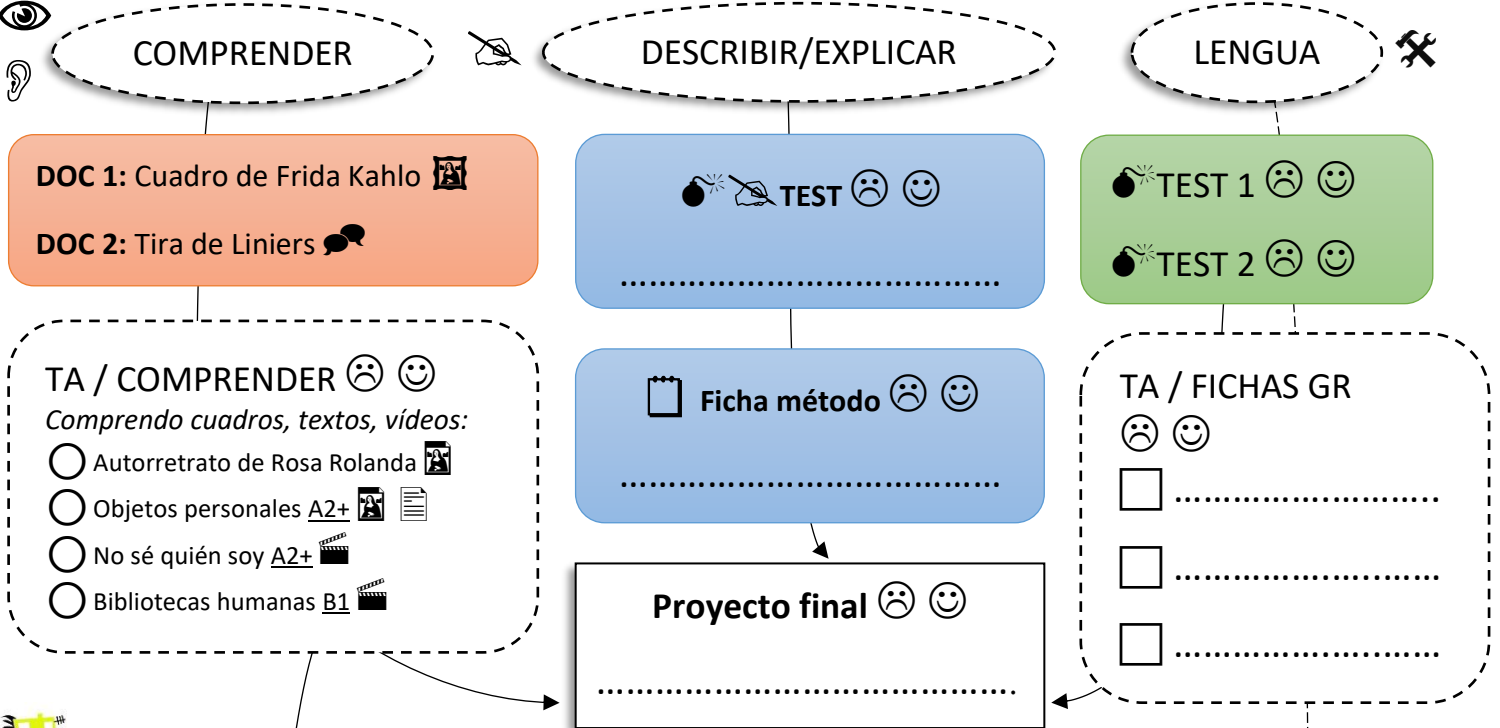 COMPRENDER
DOC 1: Cuadro de Frida Kahlo
DOC 2: Tira de Liniers
TA / COMPRENDER ☹ ☺
Comprendo cuadros, textos, vídeos:
Autorretrato de Rosa Rolanda
Objetos personales A2+
No sé quién soy A2+
Bibliotecas humanas B1
DESCRIBIR/EXPLICAR
TEST ☹ ☺
……………………………………
Ficha método ☹ ☺
……………………………………
Proyecto final ☹ ☺
…………………………………….
LENGUA
TEST 1 ☹ ☺
TEST 2 ☹ ☺
TA / FICHAS GR
☹ ☺
………………………..
………………………..
………………………..